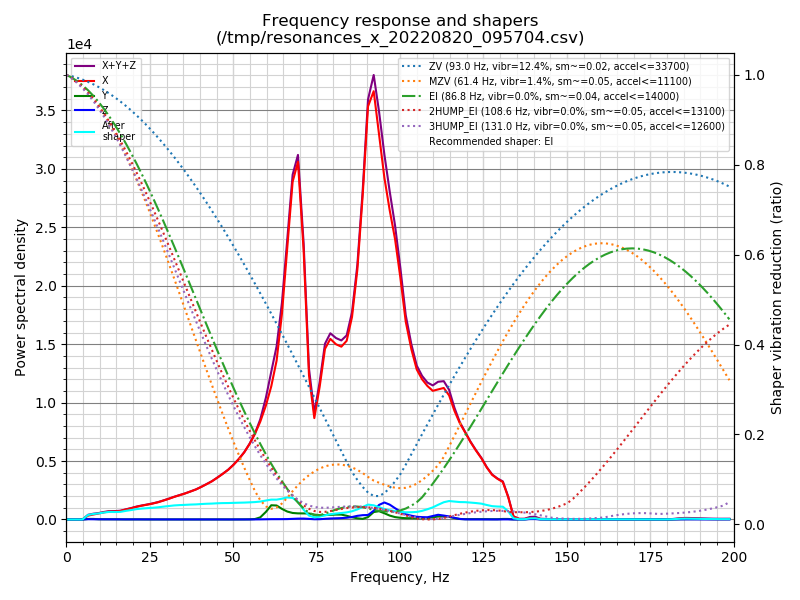 Frequency response and shapers
(/tmp/resonances_x_20220820_095704.csv)
1e4
X+Y+Z
X
Y
Z
After
shaper
ZV (93.0 Hz, vibr=12.4%, sm~=0.02, accel<=33700)
MZV (61.4 Hz, vibr=1.4%, sm~=0.05, accel<=11100)
EI (86.8 Hz, vibr=0.0%, sm~=0.04, accel<=14000)
2HUMP_EI (108.6 Hz, vibr=0.0%, sm~=0.05, accel<=13100)
3HUMP_EI (131.0 Hz, vibr=0.0%, sm~=0.05, accel<=12600)
Recommended shaper: EI
Power spectral density
3.5
3.0
2.5
2.0
1.5
1.0
0.5
0.0
1.0
0.8
0.6
0.4
0.2
0.0
Shaper vibration reduction (ratio)
0 25 50 75 100 125 150 175 200
Frequency, Hz